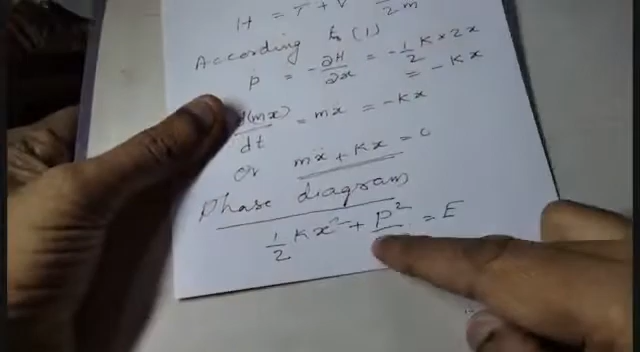 H = T + V 2m
According to (1)
ṗ = -∂H/∂x = -1/2 K × 2x
= -Kx
d(mẋ)/dt = mẍ = -Kx
or mẍ + Kx = 0
Phase diagram
1/2 Kx² + P² = E